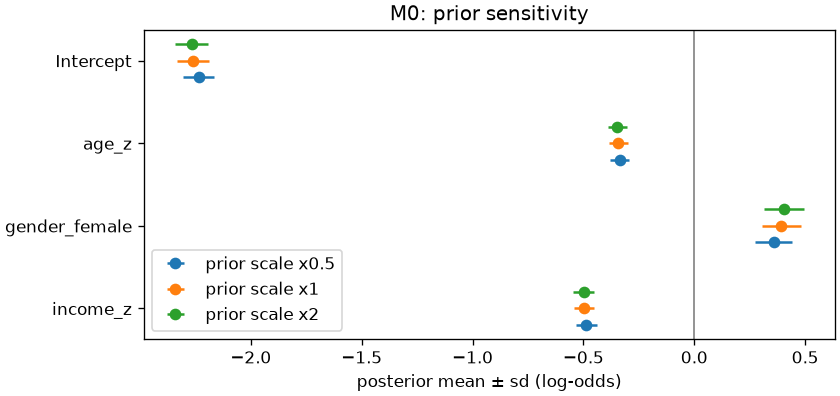 M0: prior sensitivity
Intercept
age_z
gender_female
income_z
prior scale x0.5
prior scale x1
prior scale x2
−2.0 −1.5 −1.0 −0.5 0.0 0.5
posterior mean ± sd (log-odds)